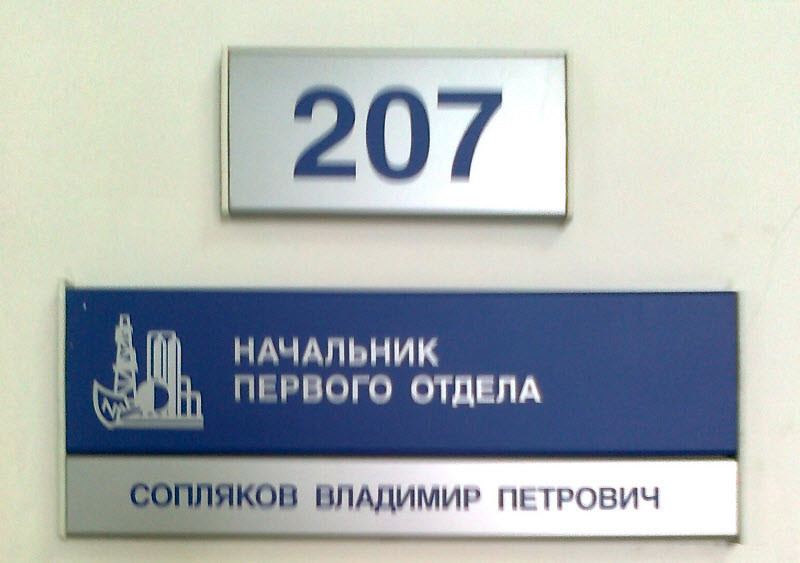 207
НАЧАЛЬНИК
ПЕРВОГО ОТДЕЛА
СОПЛЯКОВ ВЛАДИМИР ПЕТРОВИЧ